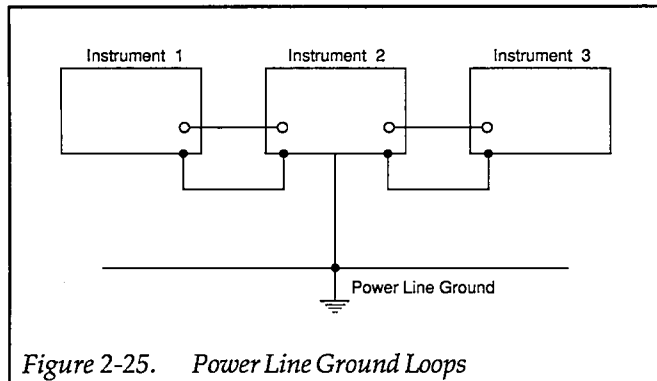 Instrument 1 Instrument 2 Instrument 3
Power Line Ground
Figure 2-25. Power Line Ground Loops